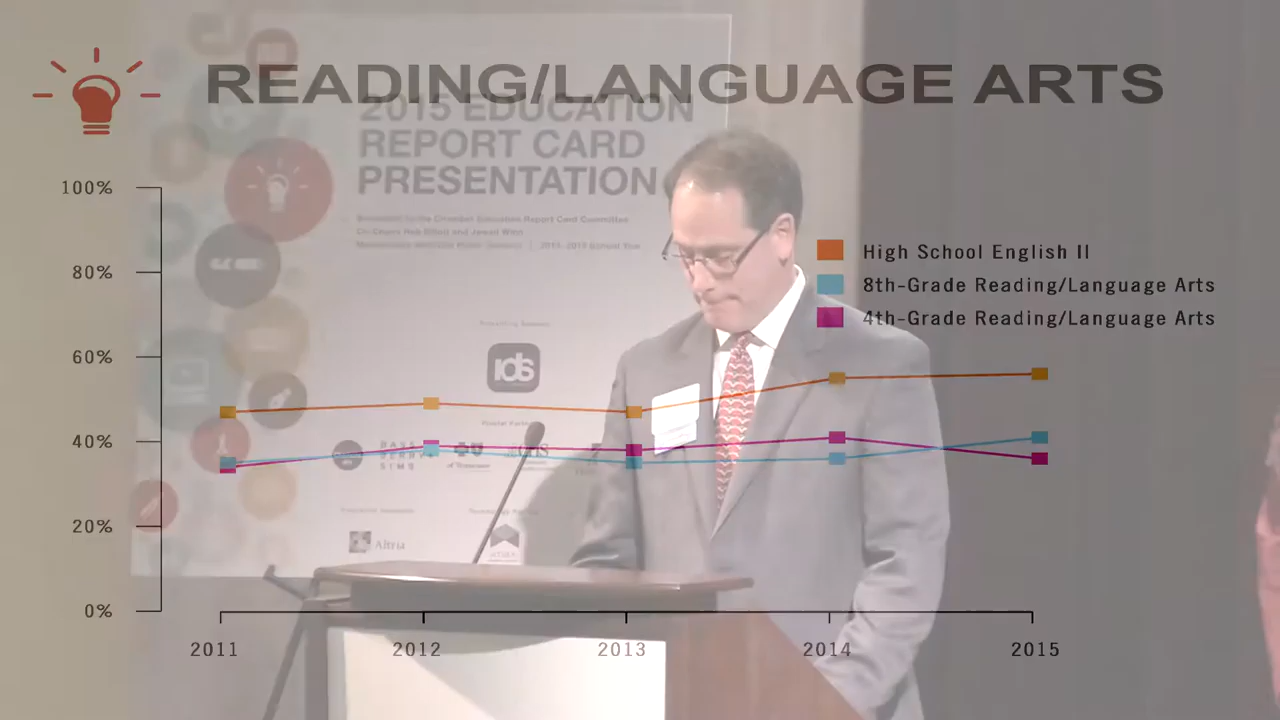 READING/LANGUAGE ARTS
2015 EDUCATION
REPORT CARD
PRESENTATION
100%
80%
60%
40%
20%
0%
High School English II
8th-Grade Reading/Language Arts
4th-Grade Reading/Language Arts
ids
Altria
2011
2012
2013
2014
2015